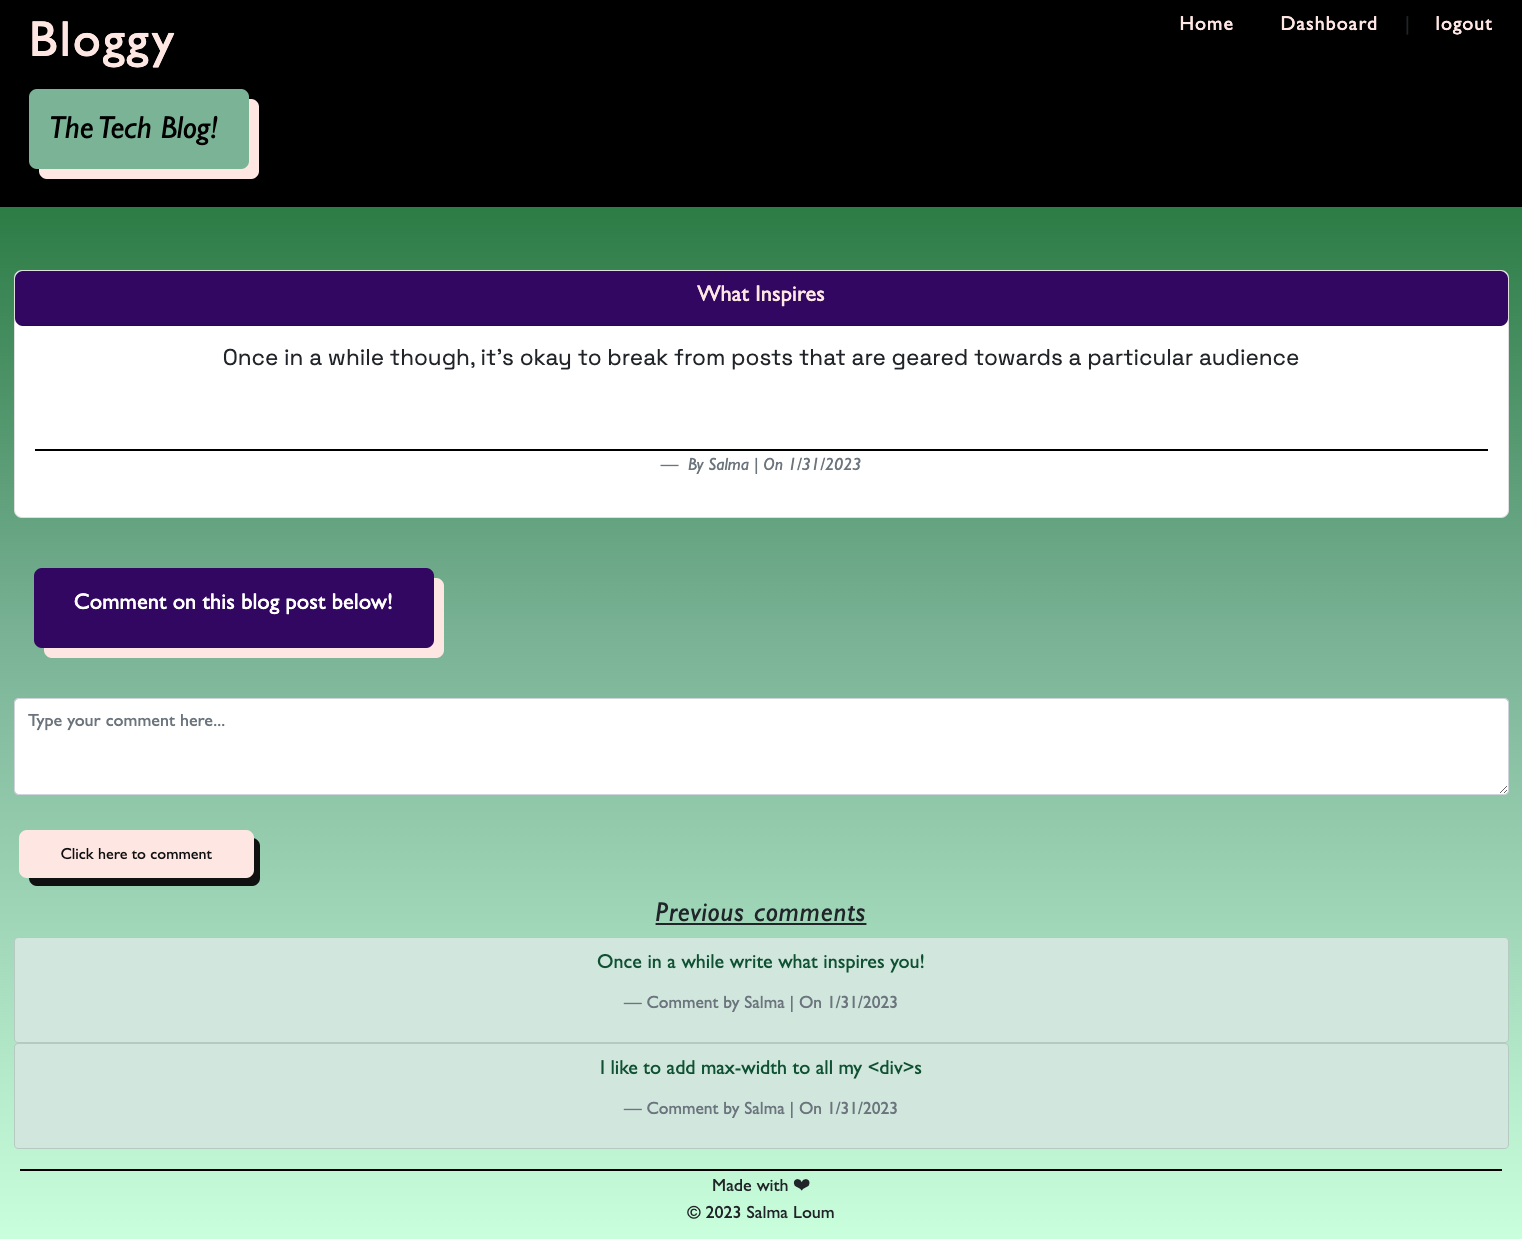 Bloggy
Home Dashboard | logout
The Tech Blog!
What Inspires
Once in a while though, it's okay to break from posts that are geared towards a particular audience
— By Salma | On 1/31/2023
Comment on this blog post below!
Type your comment here...
Click here to comment
Previous comments
Once in a while write what inspires you!
— Comment by Salma | On 1/31/2023
I like to add max-width to all my <div>s
— Comment by Salma | On 1/31/2023
Made with ❤
© 2023 Salma Loum